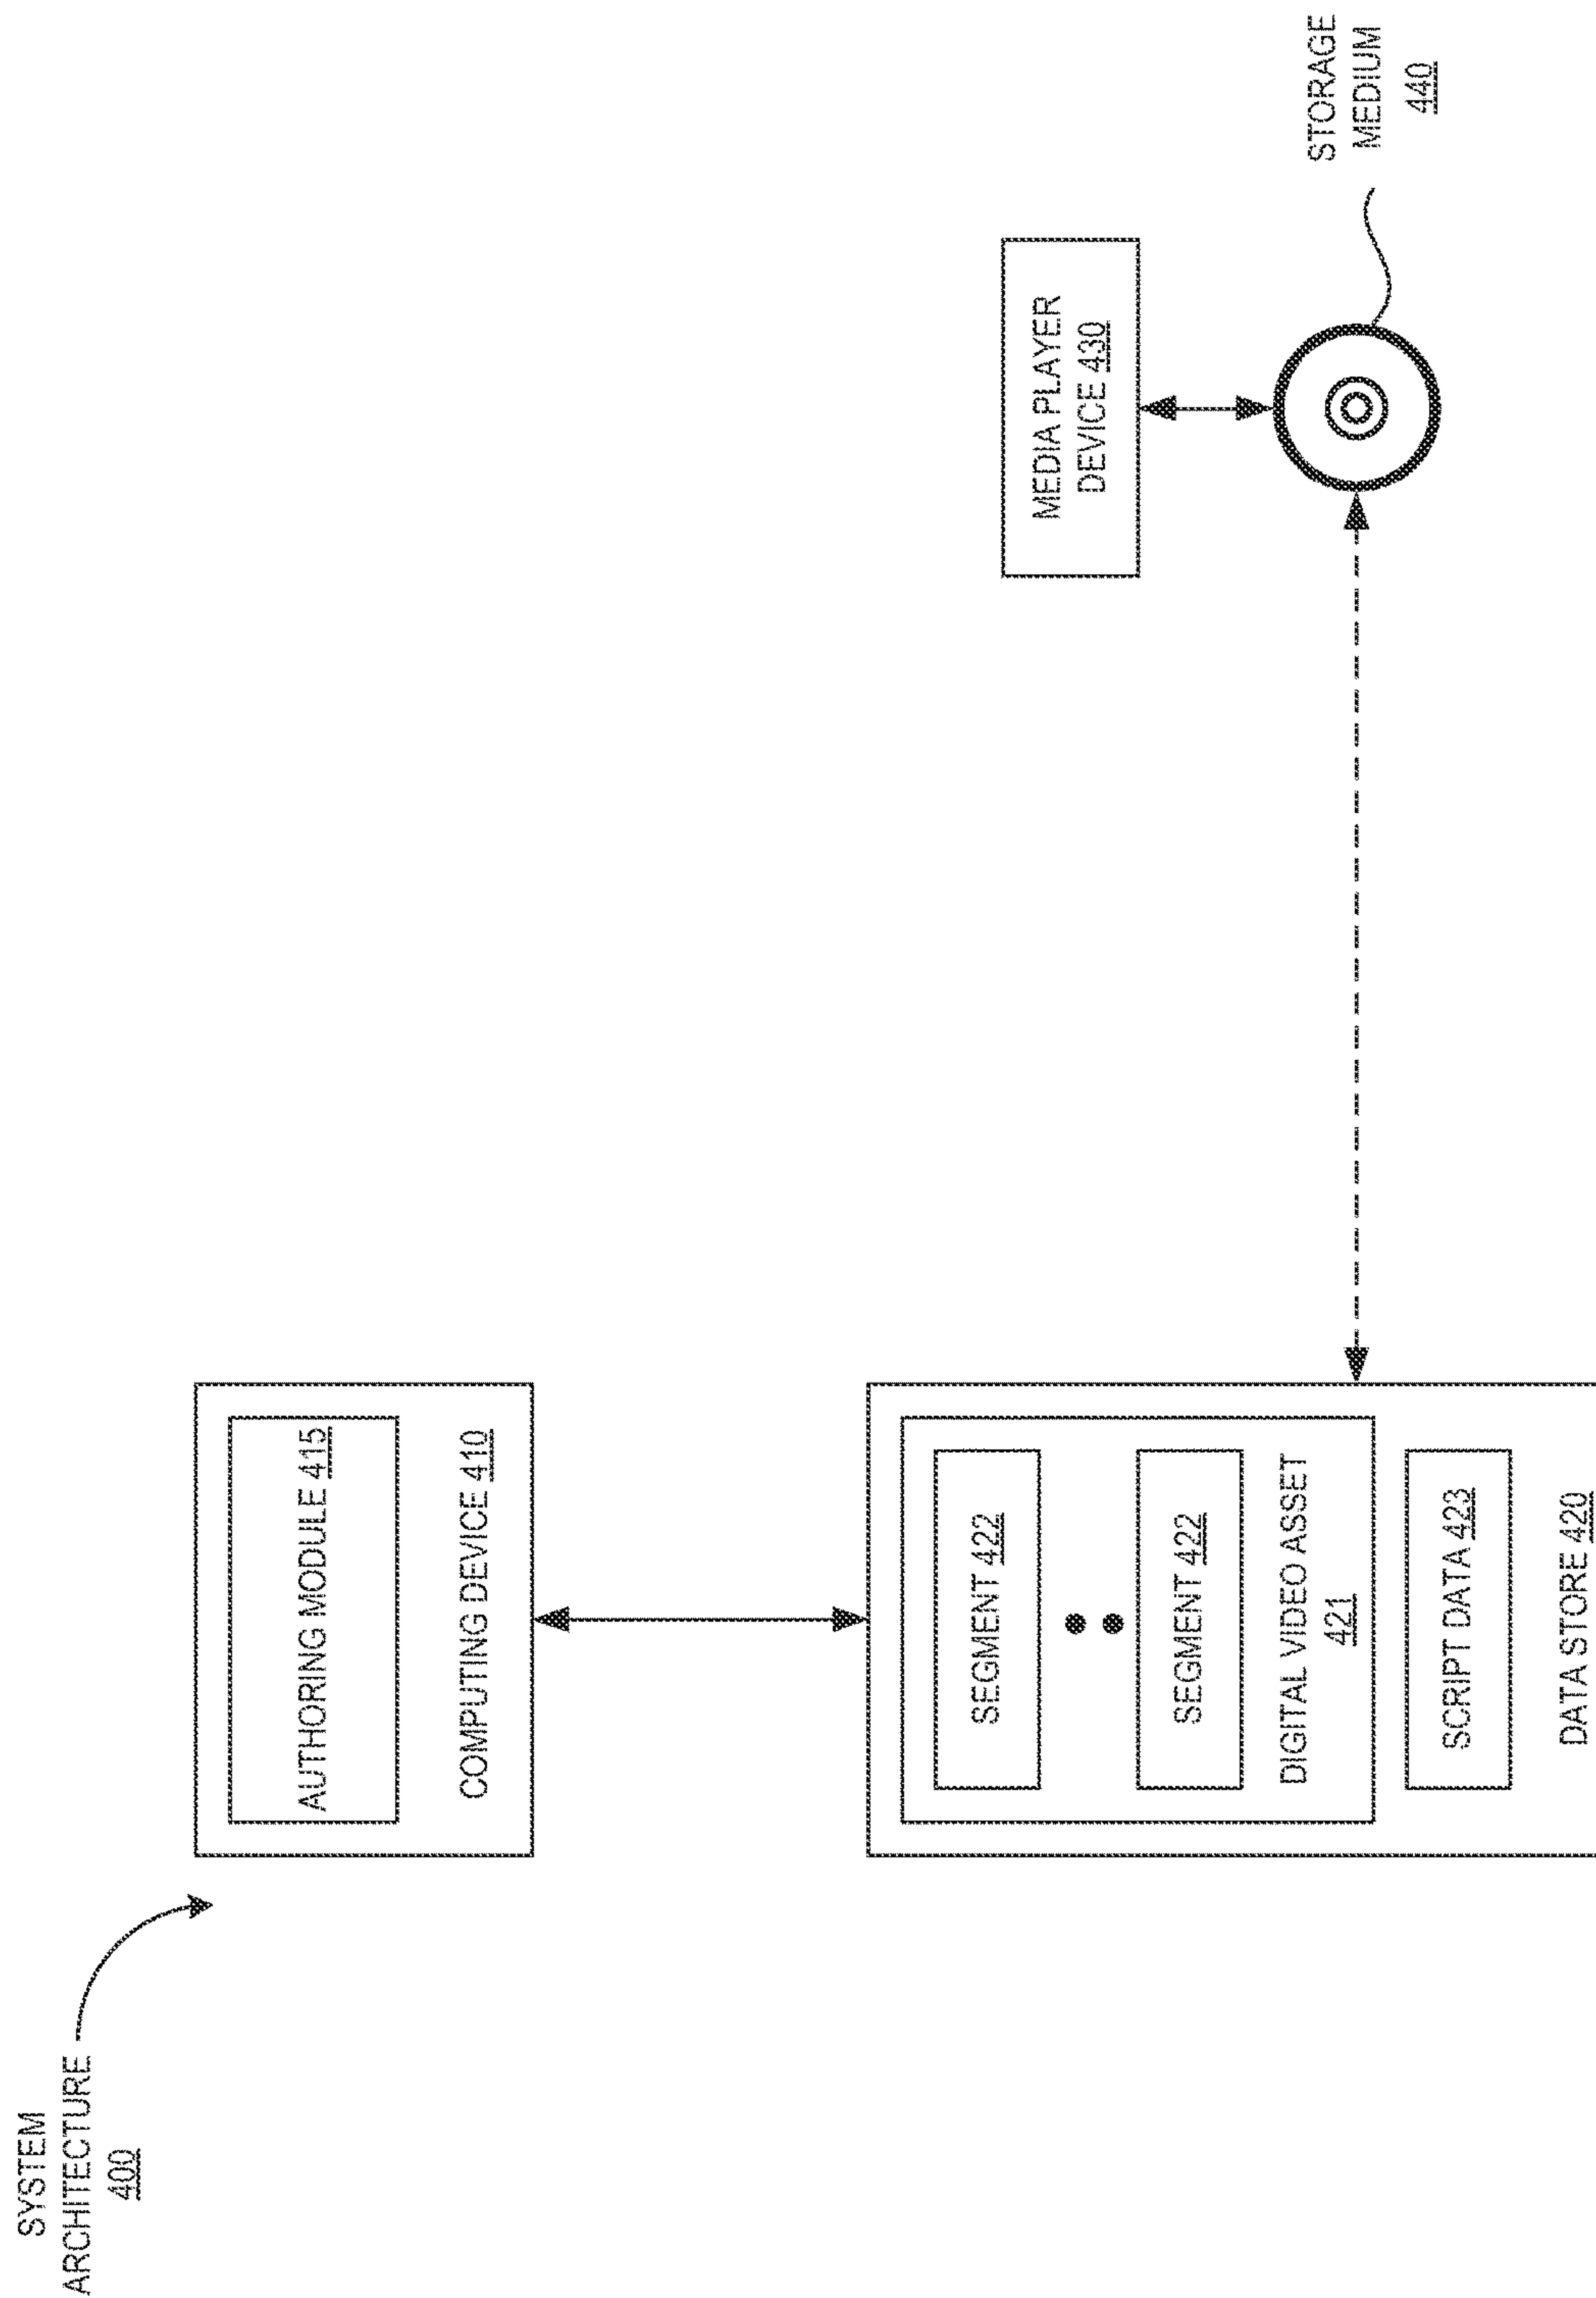 SYSTEM
ARCHITECTURE
400
AUTHORING MODULE 415
COMPUTING DEVICE 410
SEGMENT 422
SEGMENT 422
DIGITAL VIDEO ASSET
421
SCRIPT DATA 423
DATA STORE 420
MEDIA PLAYER
DEVICE 430
STORAGE
MEDIUM
440